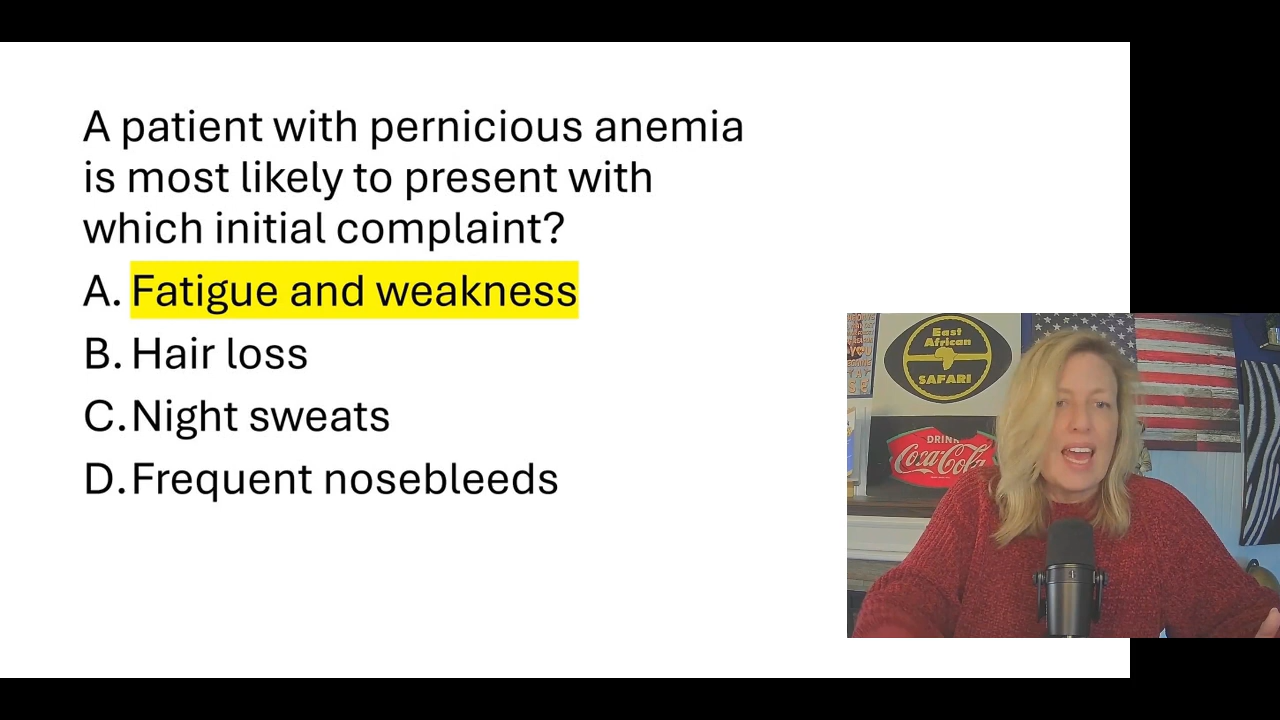 A patient with pernicious anemia
is most likely to present with
which initial complaint?
A. Fatigue and weakness
B. Hair loss
C. Night sweats
D. Frequent nosebleeds
East
African
SAFARI
DRINK
Coca-Cola